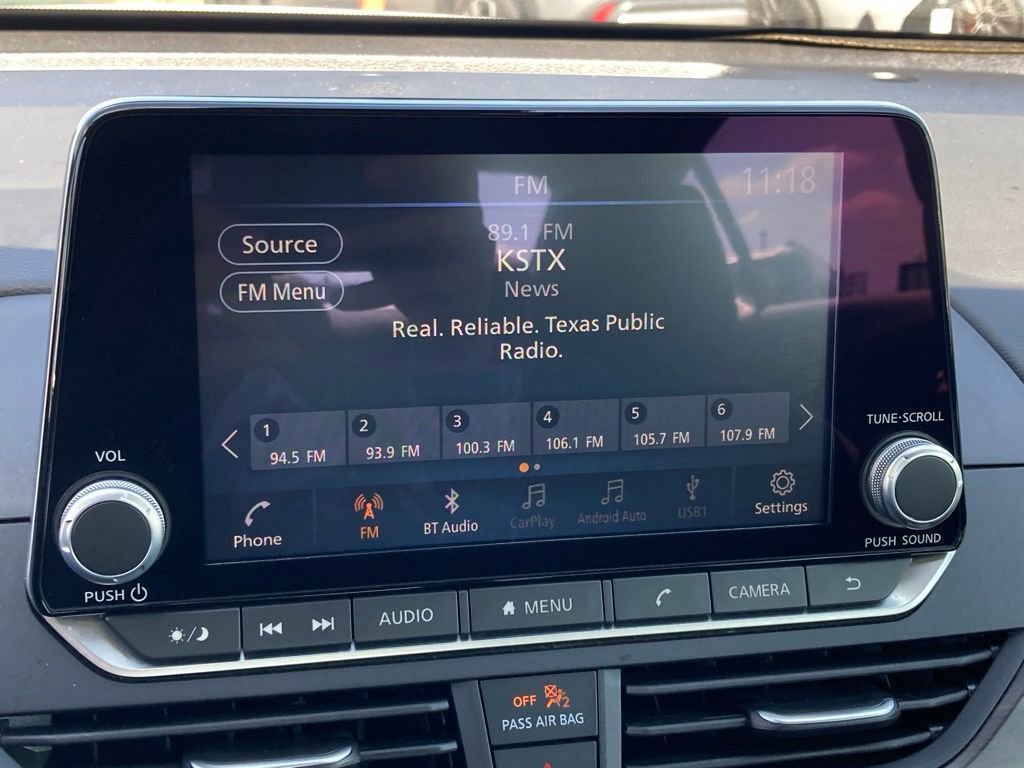 FM
11:18
Source
FM Menu
89.1 FM
KSTX
News
Real. Reliable. Texas Public
Radio.
1
94.5 FM
2
93.9 FM
3
100.3 FM
4
106.1 FM
5
105.7 FM
6
107.9 FM
Phone
FM
BT Audio
CarPlay
Android Auto
USB1
Settings
VOL
PUSH
TUNE·SCROLL
PUSH SOUND
AUDIO
MENU
CAMERA
OFF
2
PASS AIR BAG